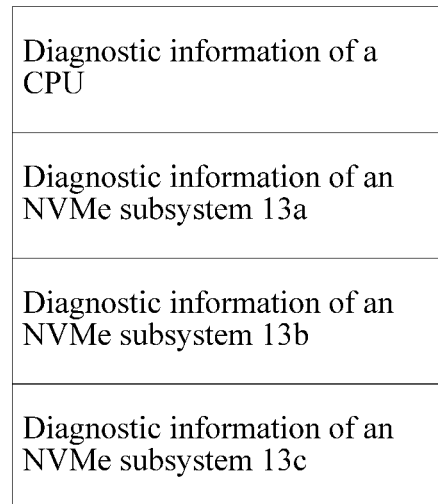 Diagnostic information of a
CPU
Diagnostic information of an
NVMe subsystem 13a
Diagnostic information of an
NVMe subsystem 13b
Diagnostic information of an
NVMe subsystem 13c